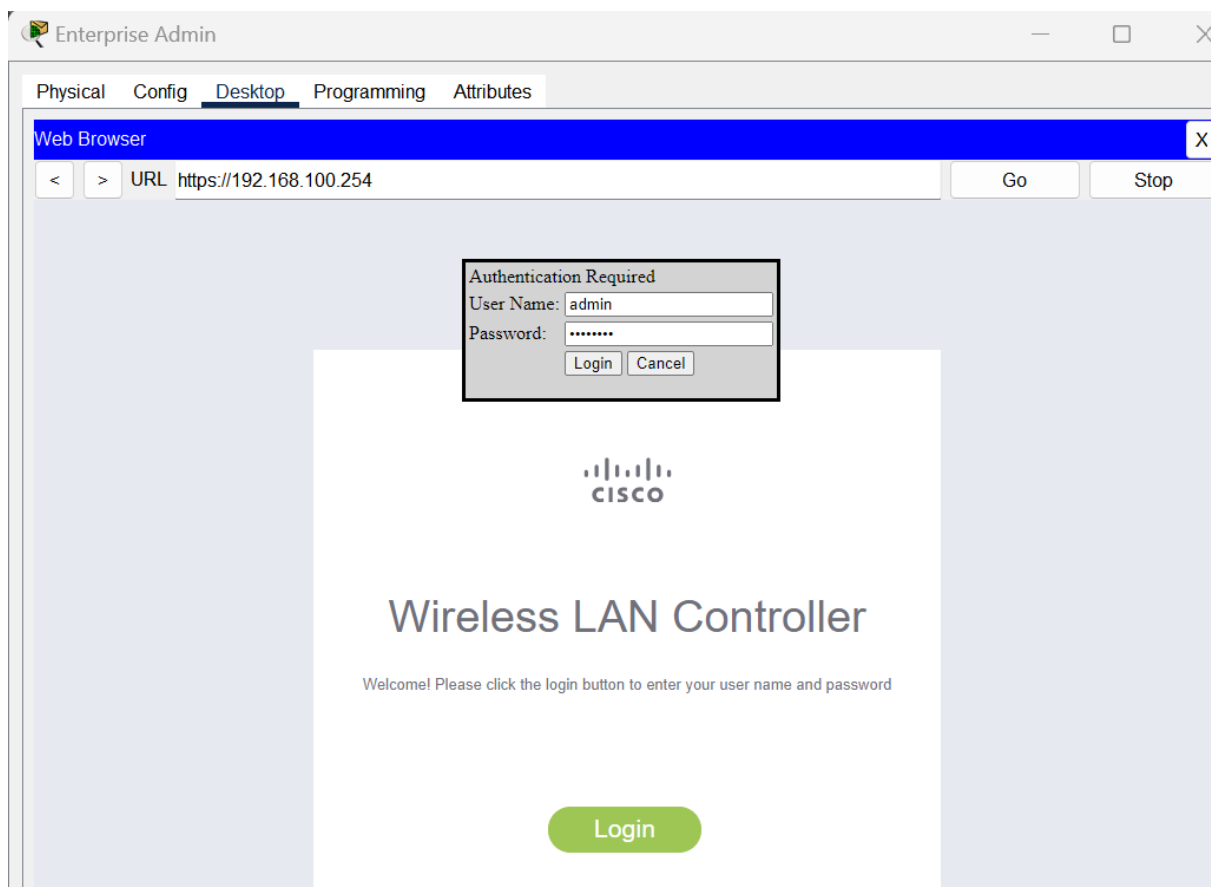 Enterprise Admin
Physical Config Desktop Programming Attributes
Web Browser
X
< > URL https://192.168.100.254 Go Stop
Authentication Required
User Name: admin
Password: ••••••••
Login Cancel
CISCO
Wireless LAN Controller
Welcome! Please click the login button to enter your user name and password
Login